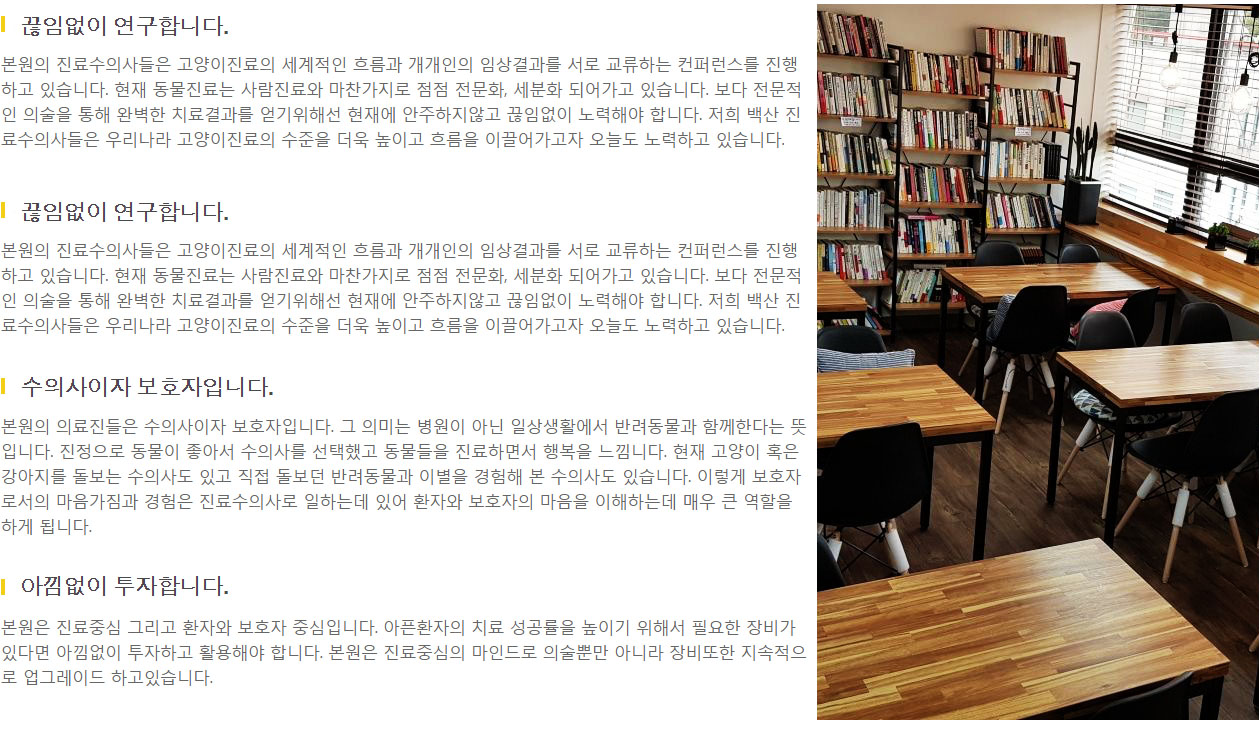 끊임없이 연구합니다.
본원의 진료수의사들은 고양이진료의 세계적인 흐름과 개개인의 임상결과를 서로 교류하는 컨퍼런스를 진행
하고 있습니다. 현재 동물진료는 사람진료와 마찬가지로 점점 전문화, 세분화 되어가고 있습니다. 보다 전문적
인 의술을 통해 완벽한 치료결과를 얻기위해선 현재에 안주하지않고 끊임없이 노력해야 합니다. 저희 백산 진
료수의사들은 우리나라 고양이진료의 수준을 더욱 높이고 흐름을 이끌어가고자 오늘도 노력하고 있습니다.
끊임없이 연구합니다.
본원의 진료수의사들은 고양이진료의 세계적인 흐름과 개개인의 임상결과를 서로 교류하는 컨퍼런스를 진행
하고 있습니다. 현재 동물진료는 사람진료와 마찬가지로 점점 전문화, 세분화 되어가고 있습니다. 보다 전문적
인 의술을 통해 완벽한 치료결과를 얻기위해선 현재에 안주하지않고 끊임없이 노력해야 합니다. 저희 백산 진
료수의사들은 우리나라 고양이진료의 수준을 더욱 높이고 흐름을 이끌어가고자 오늘도 노력하고 있습니다.
수의사이자 보호자입니다.
본원의 의료진들은 수의사이자 보호자입니다. 그 의미는 병원이 아닌 일상생활에서 반려동물과 함께한다는 뜻
입니다. 진정으로 동물이 좋아서 수의사를 선택했고 동물들을 진료하면서 행복을 느낍니다. 현재 고양이 혹은
강아지를 돌보는 수의사도 있고 직접 돌보던 반려동물과 이별을 경험해 본 수의사도 있습니다. 이렇게 보호자
로서의 마음가짐과 경험은 진료수의사로 일하는데 있어 환자와 보호자의 마음을 이해하는데 매우 큰 역할을
하게 됩니다.
아낌없이 투자합니다.
본원은 진료중심 그리고 환자와 보호자 중심입니다. 아픈환자의 치료 성공률을 높이기 위해서 필요한 장비가
있다면 아낌없이 투자하고 활용해야 합니다. 본원은 진료중심의 마인드로 의술뿐만 아니라 장비또한 지속적으
로 업그레이드 하고있습니다.